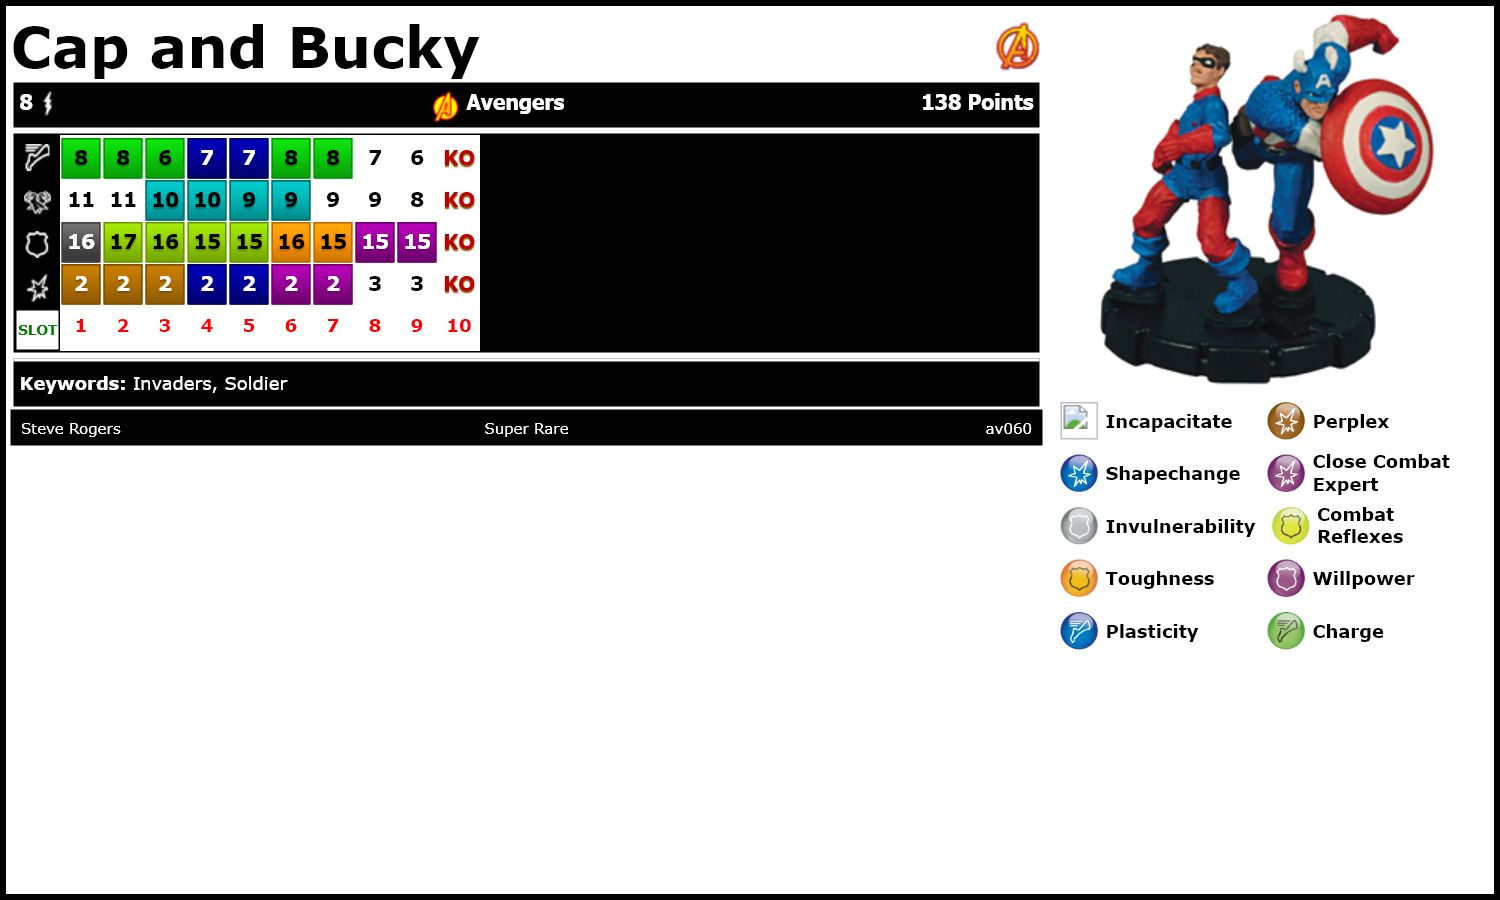 Cap and Bucky
8 Avengers 138 Points
8 8 6 7 7 8 8 7 6 KO
11 11 10 10 9 9 9 9 8 KO
16 17 16 15 15 16 15 15 15 KO
2 2 2 2 2 2 2 3 3 KO
SLOT 1 2 3 4 5 6 7 8 9 10
Keywords: Invaders, Soldier
Steve Rogers Super Rare av060
Incapacitate Perplex
Shapechange Close Combat
Expert
Invulnerability Combat
Reflexes
Toughness Willpower
Plasticity Charge